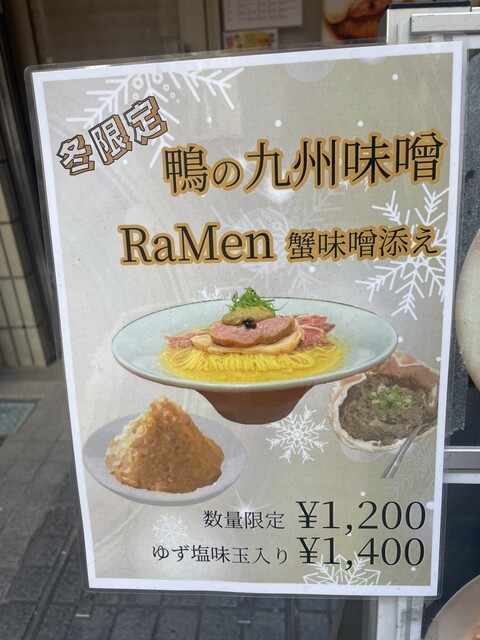 冬限定
鴨の九州味噌
RaMen 蟹味噌添え
数量限定 ¥1,200
ゆず塩味玉入り ¥1,400